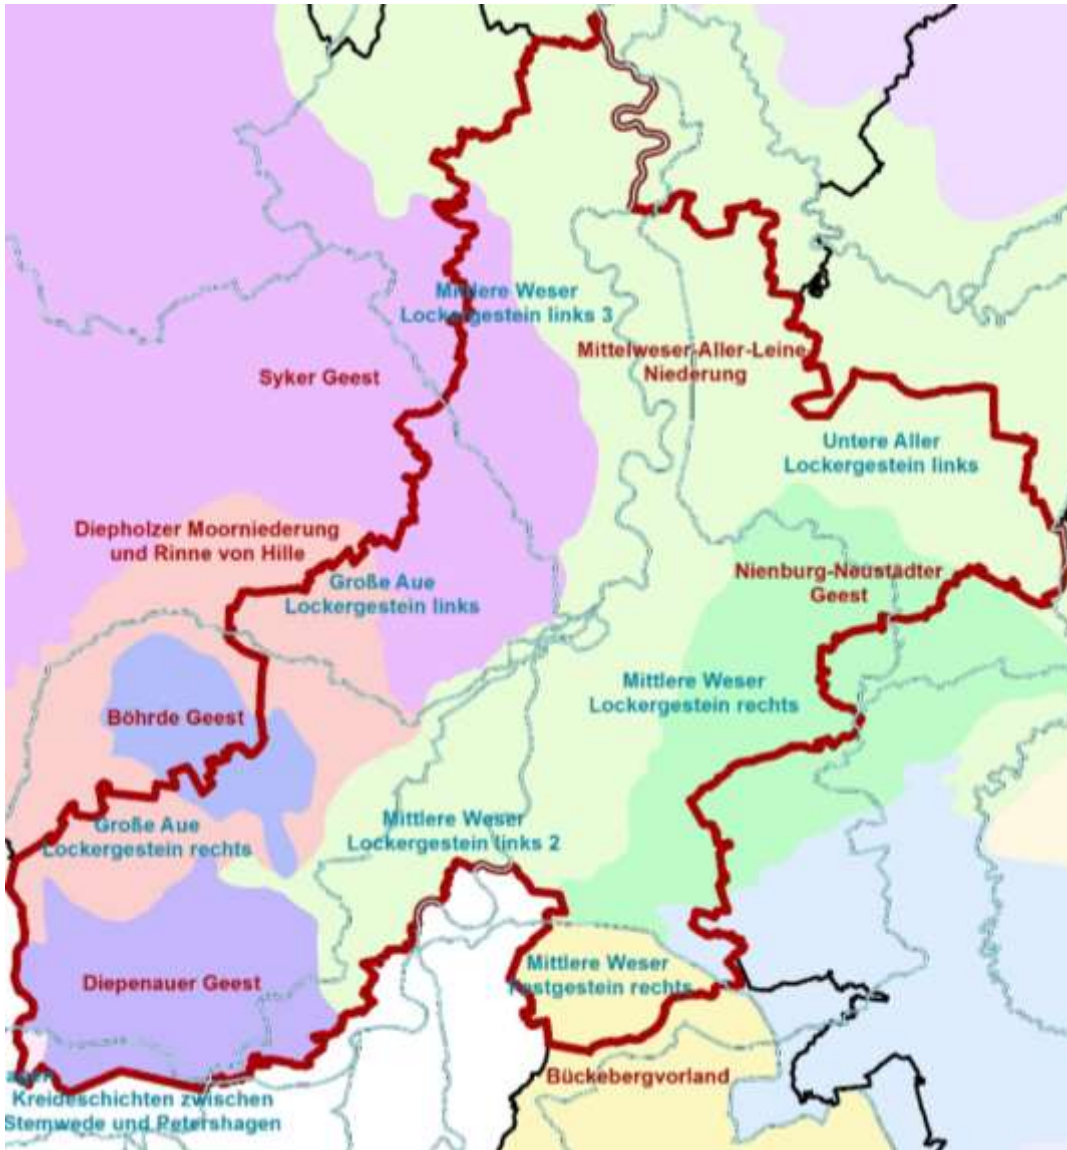 Mittlere Weser
Lockergestein links 3
Mittelweser-Aller-Leine-
Niederung
Syker Geest
Untere Aller
Lockergestein links
Diepholzer Moorniederung
und Rinne von Hille
Große Aue
Lockergestein links
Nienburg-Neustädter
Geest
Mittlere Weser
Lockergestein rechts
Böhrde Geest
Mittlere Weser
Lockergestein links 2
Große Aue
Lockergestein rechts
Mittlere Weser
Festgestein rechts
Diepenauer Geest
Bückebergvorland
Kreideschichten zwischen
Stemwede und Petershagen